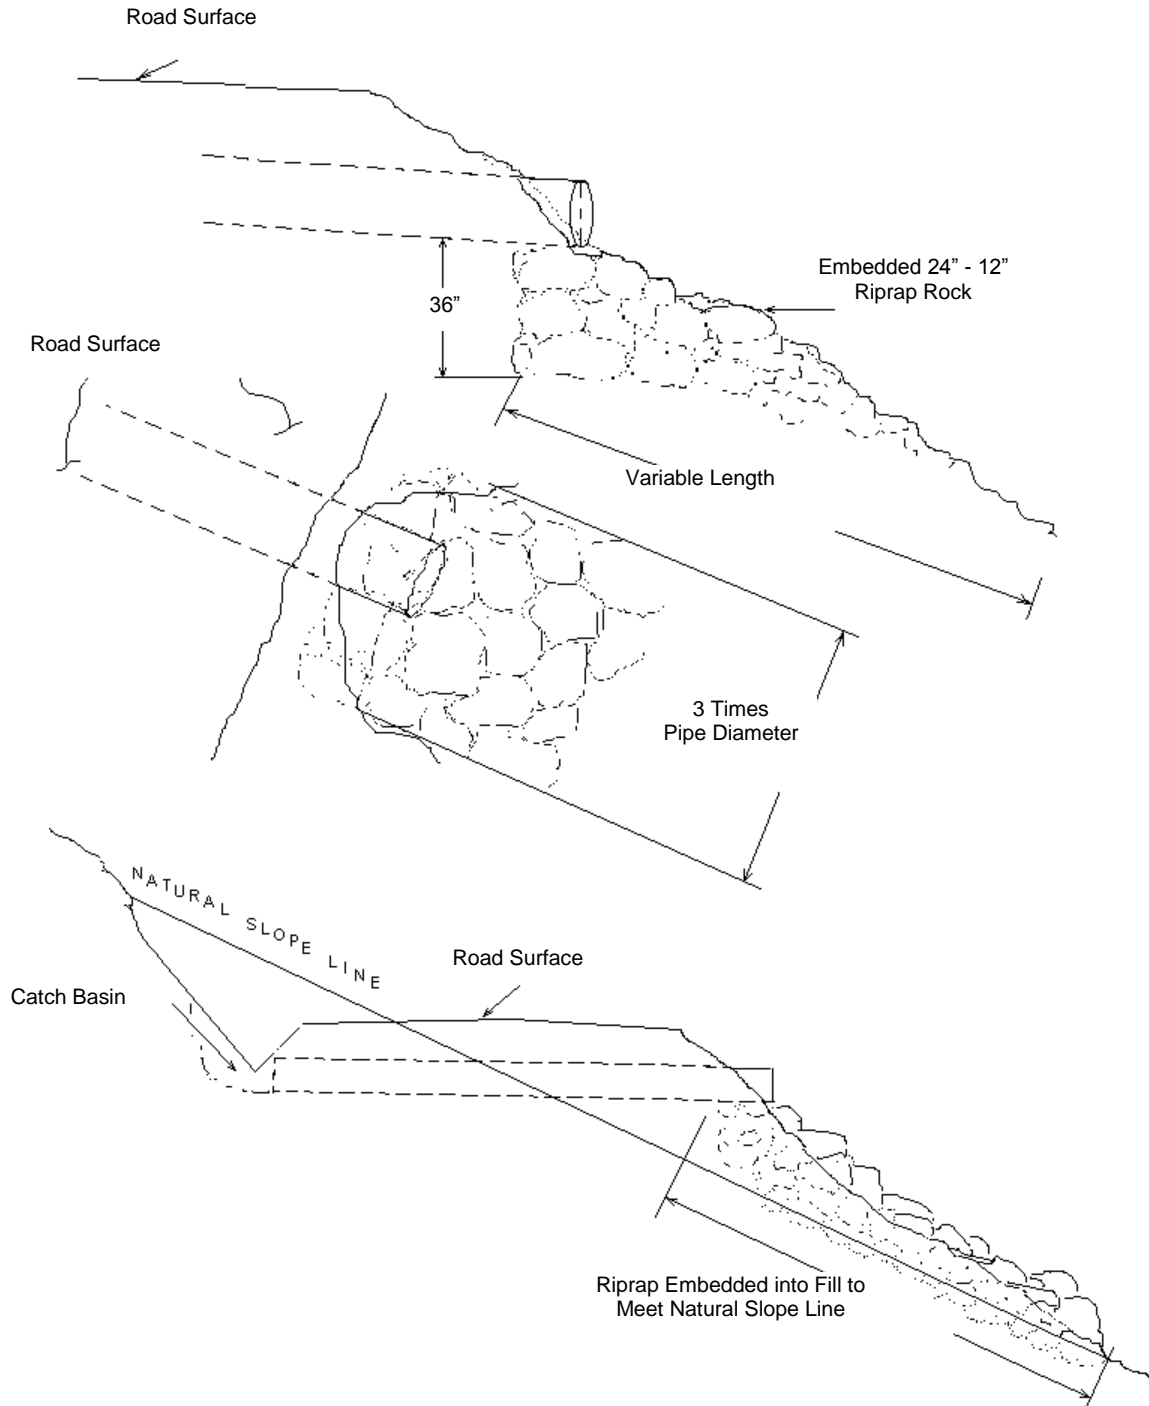 Road Surface
Embedded 24” - 12”
Riprap Rock
36”
Road Surface
Variable Length
3 Times
Pipe Diameter
NATURAL SLOPE LINE
Road Surface
Catch Basin
Riprap Embedded into Fill to
Meet Natural Slope Line